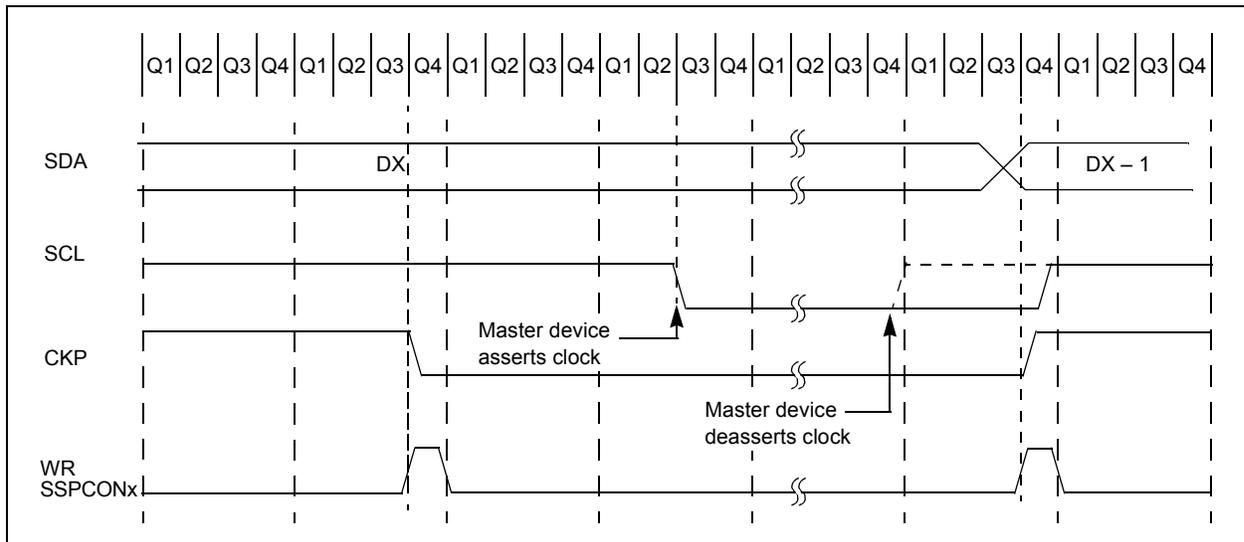 Q1 Q2 Q3 Q4 Q1 Q2 Q3 Q4 Q1 Q2 Q3 Q4 Q1 Q2 Q3 Q4 Q1 Q2 Q3 Q4 Q1 Q2 Q3 Q4 Q1 Q2 Q3 Q4
SDA
DX
DX – 1
SCL
Master device
asserts clock
CKP
Master device
deasserts clock
WR
SSPCONx